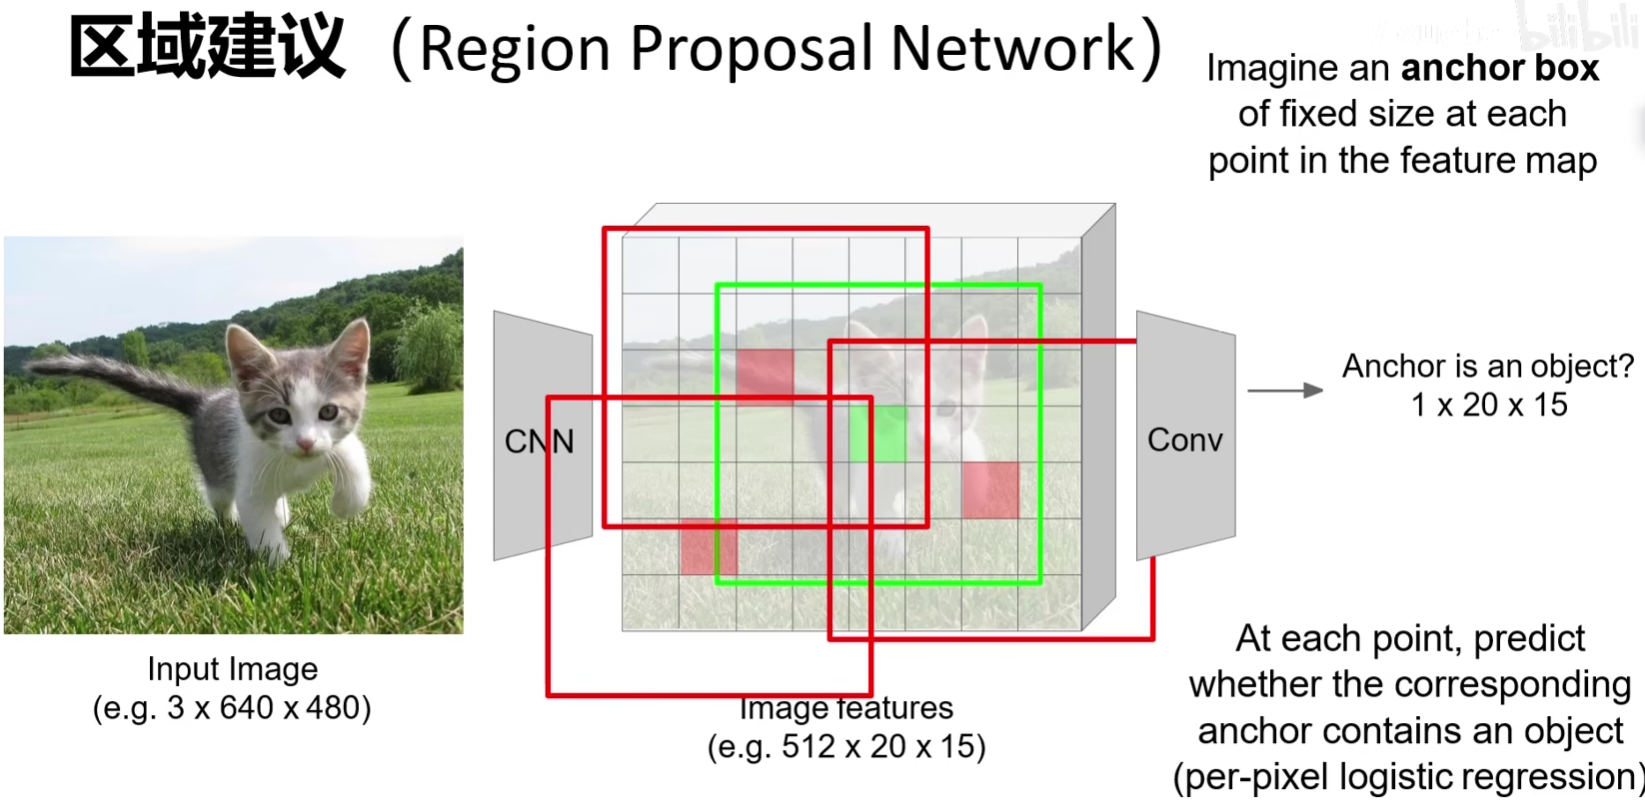 区域建议（Region Proposal Network）
bilibili
Imagine an anchor box
of fixed size at each
point in the feature map
CNN
Conv
Anchor is an object?
1 x 20 x 15
Input Image
(e.g. 3 x 640 x 480)
Image features
(e.g. 512 x 20 x 15)
At each point, predict
whether the corresponding
anchor contains an object
(per-pixel logistic regression)